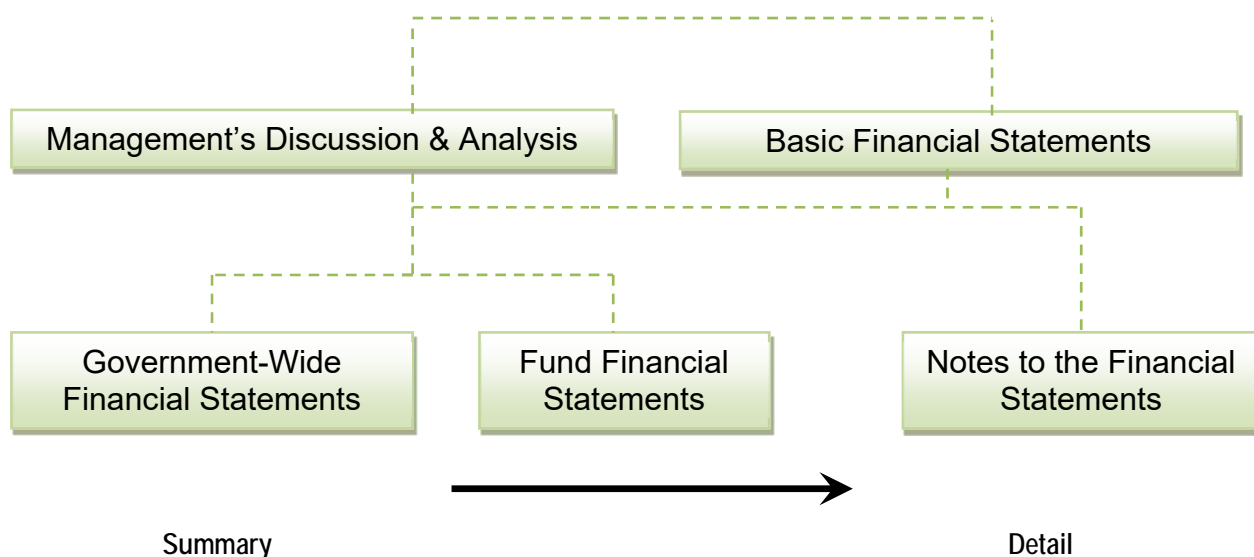 Management’s Discussion & Analysis
Basic Financial Statements
Government-Wide
Financial Statements
Fund Financial
Statements
Notes to the Financial
Statements
Summary
Detail